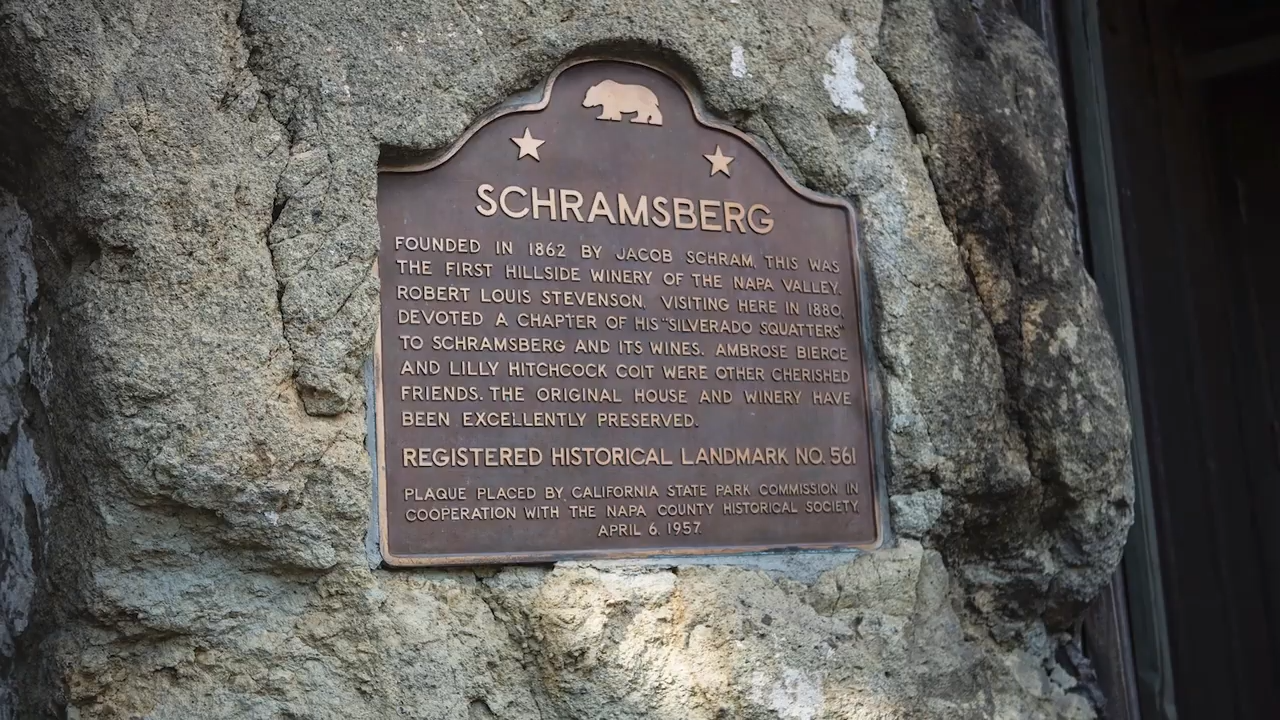 SCHRAMSBERG
FOUNDED IN 1862 BY JACOB SCHRAM, THIS WAS
THE FIRST HILLSIDE WINERY OF THE NAPA VALLEY.
ROBERT LOUIS STEVENSON, VISITING HERE IN 1880,
DEVOTED A CHAPTER OF HIS "SILVERADO SQUATTERS"
TO SCHRAMSBERG AND ITS WINES. AMBROSE BIERCE
AND LILLY HITCHCOCK COIT WERE OTHER CHERISHED
FRIENDS. THE ORIGINAL HOUSE AND WINERY HAVE
BEEN EXCELLENTLY PRESERVED.
REGISTERED HISTORICAL LANDMARK NO. 561
PLAQUE PLACED BY CALIFORNIA STATE PARK COMMISSION IN
COOPERATION WITH THE NAPA COUNTY HISTORICAL SOCIETY,
APRIL 6, 1957.